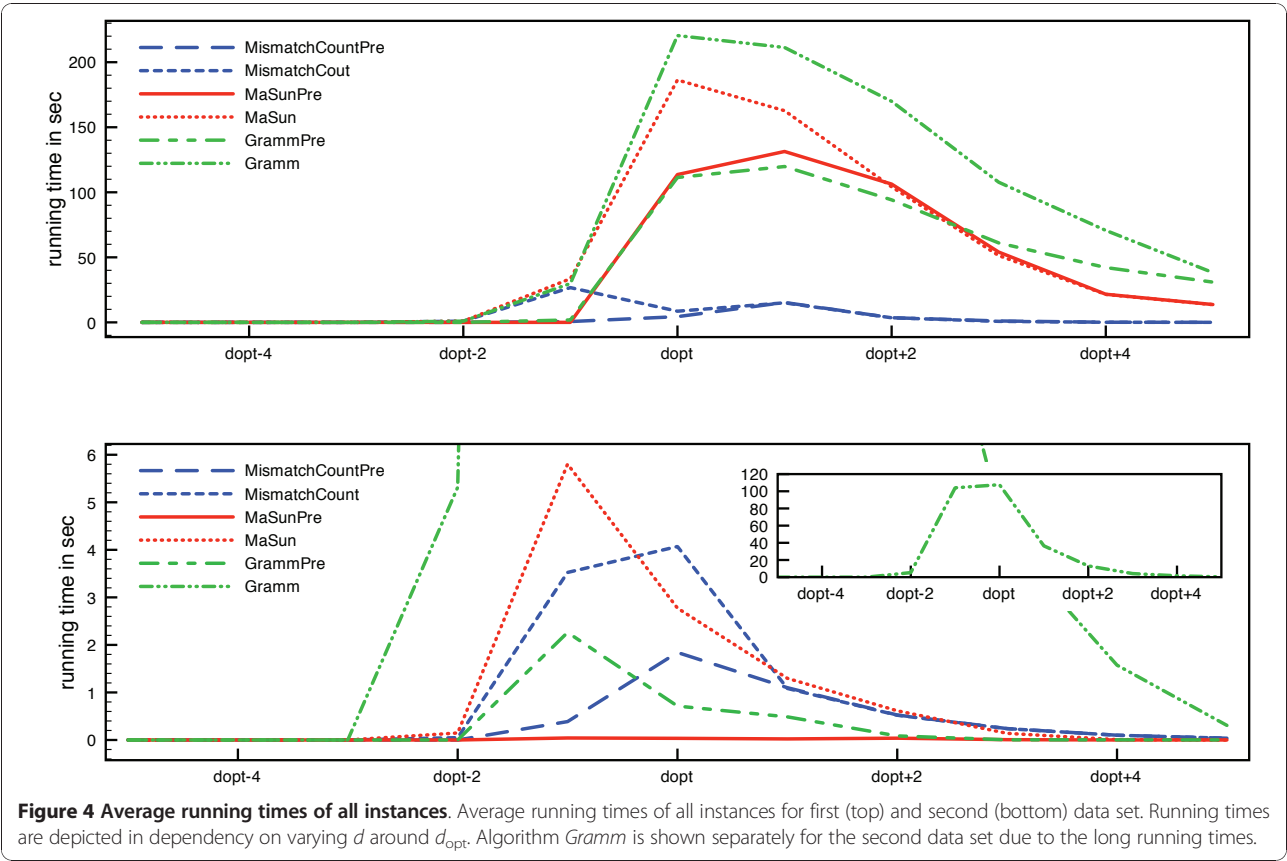 running time in sec
200
150
100
50
0
MismatchCountPre
MismatchCout
MaSunPre
MaSun
GrammPre
Gramm
dopt-4 dopt-2 dopt dopt+2 dopt+4
running time in sec
6
5
4
3
2
1
0
MismatchCountPre
MismatchCount
MaSunPre
MaSun
GrammPre
Gramm
120
100
80
60
40
20
0
dopt-4 dopt-2 dopt dopt+2 dopt+4
dopt-4 dopt-2 dopt dopt+2 dopt+4
Figure 4 Average running times of all instances. Average running times of all instances for first (top) and second (bottom) data set. Running times
are depicted in dependency on varying d around dopt. Algorithm Gramm is shown separately for the second data set due to the long running times.